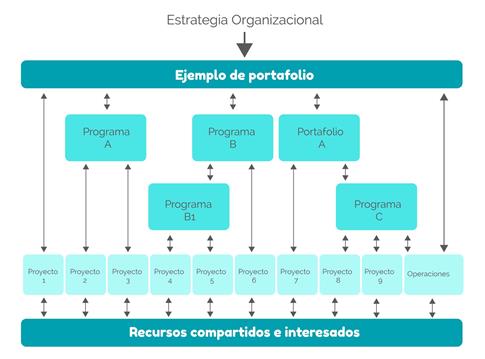 Estrategia Organizacional
Ejemplo de portafolio
Programa
A
Programa
B
Portafolio
A
Programa
B1
Programa
C
Proyecto
1
Proyecto
2
Proyecto
3
Proyecto
4
Proyecto
5
Proyecto
6
Proyecto
7
Proyecto
8
Proyecto
9
Operaciones
Recursos compartidos e interesados